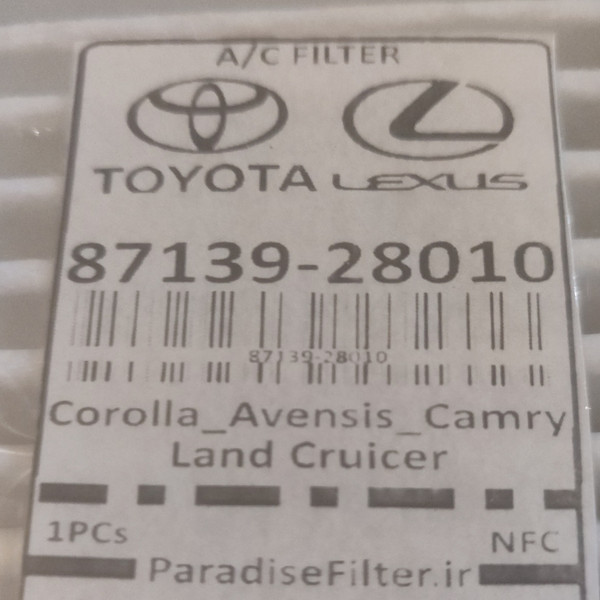 A/C FILTER
TOYOTA LEXUS
87139-28010
87139-28010
Corolla_Avensis_Camry
Land Cruicer
1PCs NFC
ParadiseFilter.ir